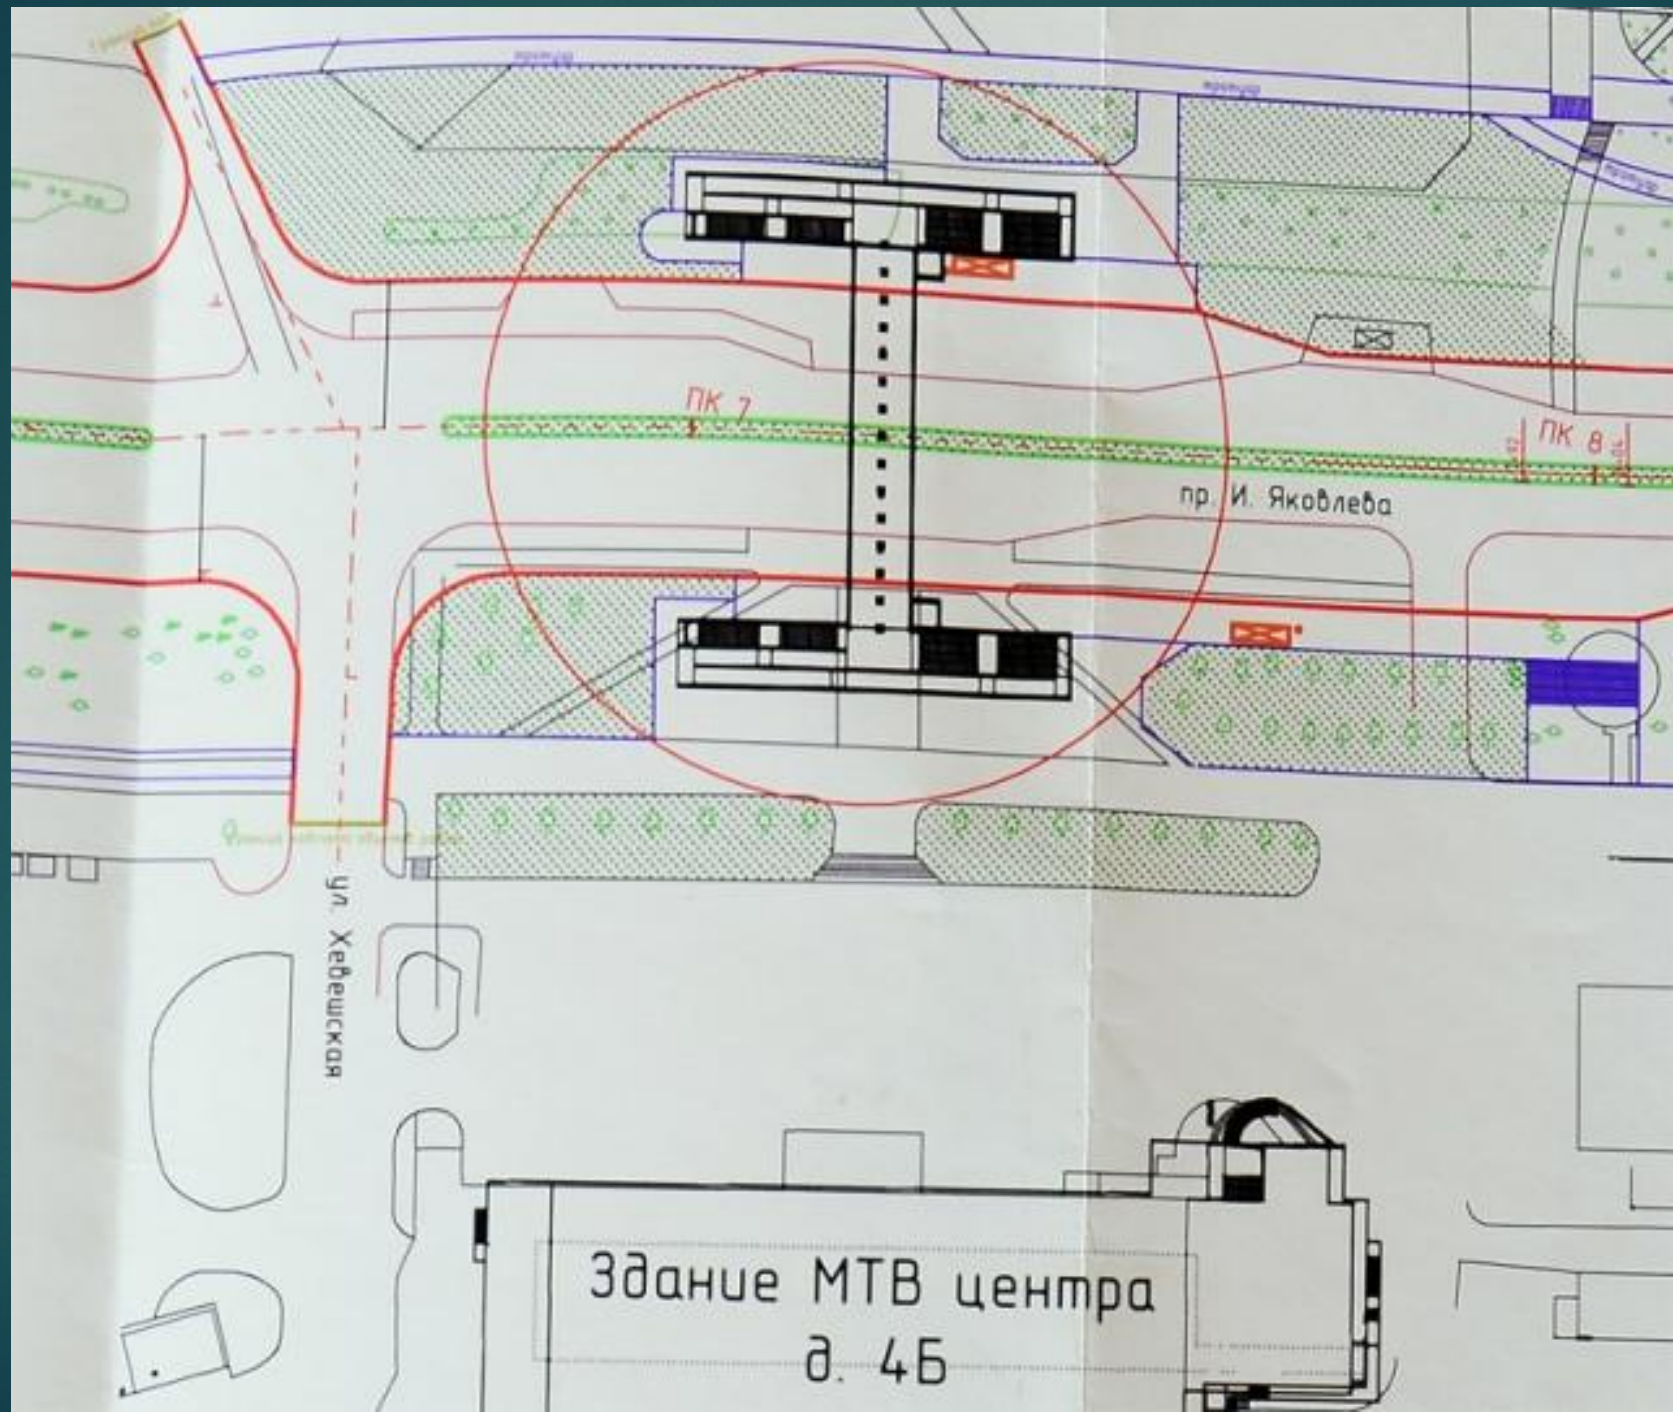 ПК 7
ПК 8
пр. И. Яковлева
ул. Хевешская
Здание МТВ центра
д. 4Б